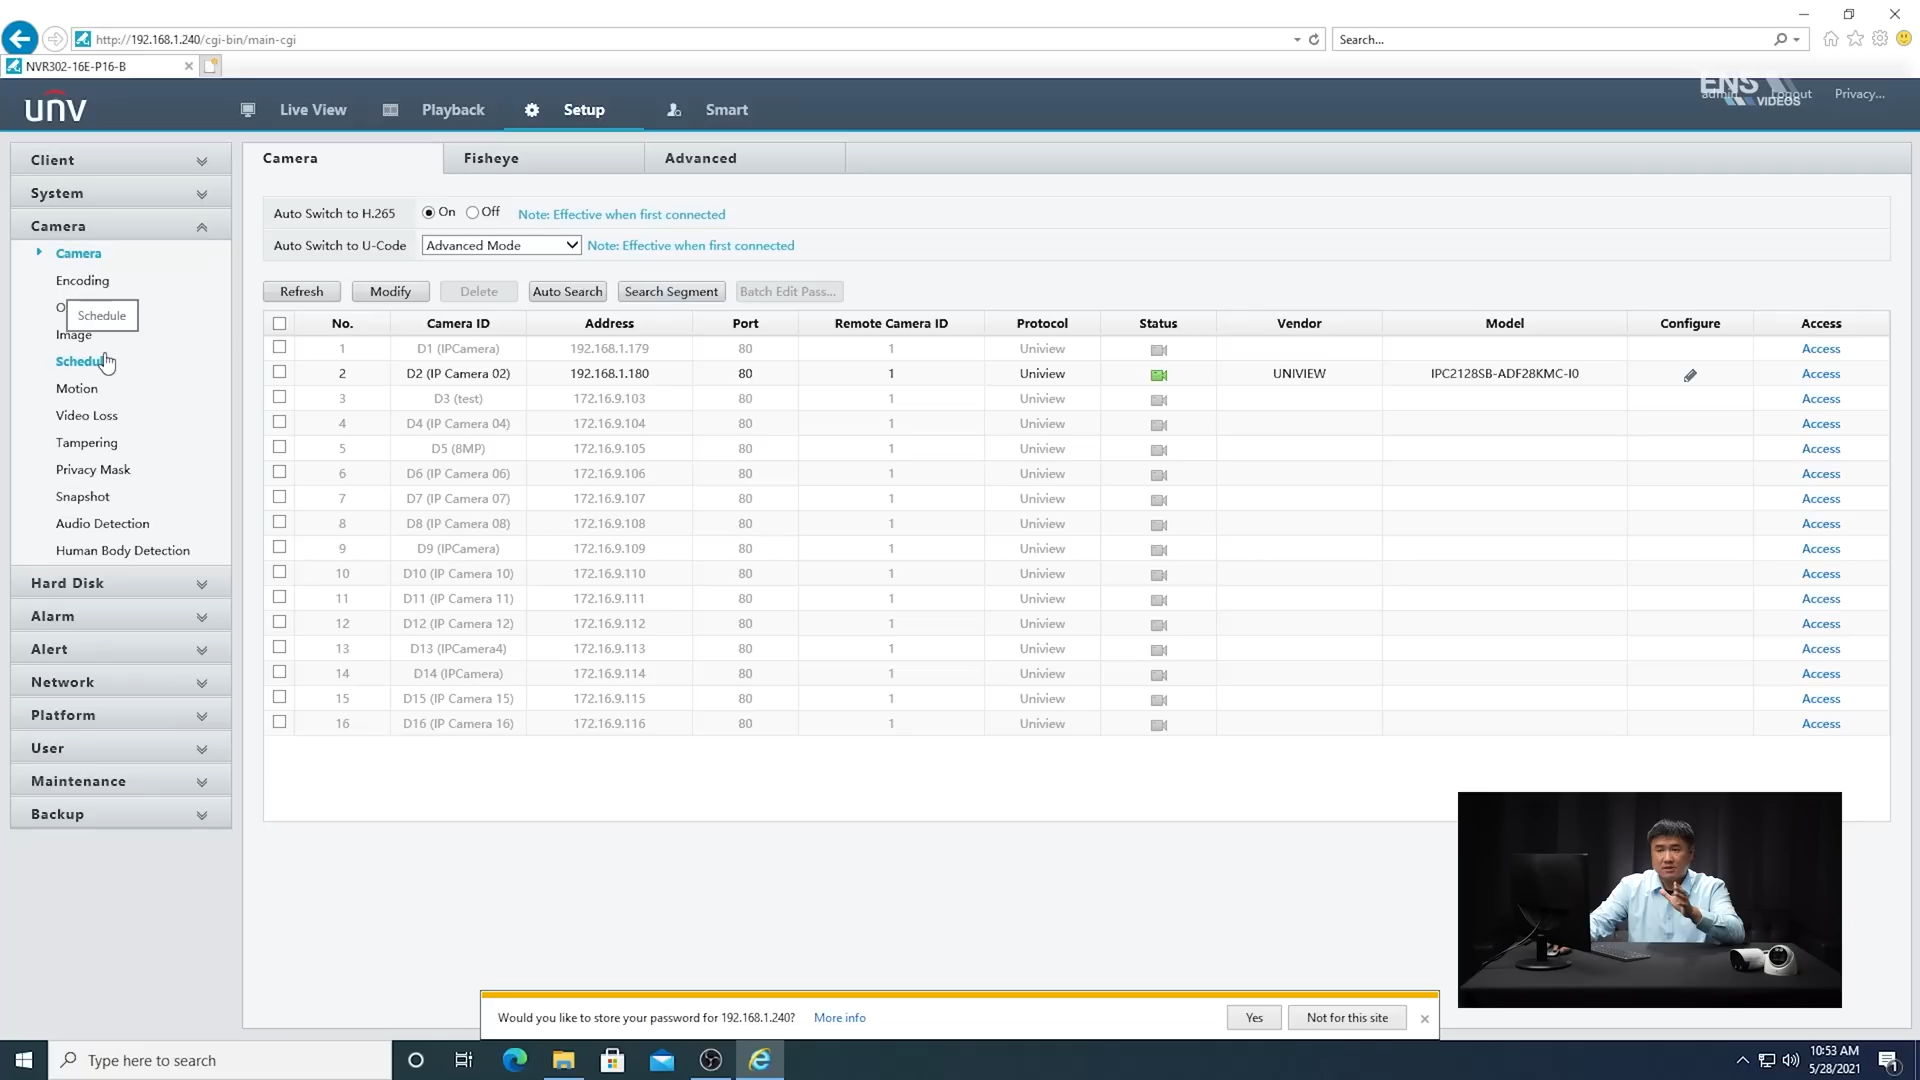 http://192.168.1.240/cgi-bin/main-cgi
Search...
NVR302-16E-P16-B
unv
Live View
Playback
Setup
Smart
ENS VIDEOS
admin
Logout
Privacy...
Client
System
Camera
Camera
Encoding
Schedule
Image
Schedul
Motion
Video Loss
Tampering
Privacy Mask
Snapshot
Audio Detection
Human Body Detection
Hard Disk
Alarm
Alert
Network
Platform
User
Maintenance
Backup
Camera Fisheye Advanced
Auto Switch to H.265 On Off Note: Effective when first connected
Auto Switch to U-Code Advanced Mode Note: Effective when first connected
Refresh Modify Delete Auto Search Search Segment Batch Edit Pass...
No. Camera ID Address Port Remote Camera ID Protocol Status Vendor Model Configure Access
1 D1 (IPCamera) 192.168.1.179 80 1 Uniview Access
2 D2 (IP Camera 02) 192.168.1.180 80 1 Uniview UNIVIEW IPC2128SB-ADF28KMC-I0 Access
3 D3 (test) 172.16.9.103 80 1 Uniview Access
4 D4 (IP Camera 04) 172.16.9.104 80 1 Uniview Access
5 D5 (8MP) 172.16.9.105 80 1 Uniview Access
6 D6 (IP Camera 06) 172.16.9.106 80 1 Uniview Access
7 D7 (IP Camera 07) 172.16.9.107 80 1 Uniview Access
8 D8 (IP Camera 08) 172.16.9.108 80 1 Uniview Access
9 D9 (IPCamera) 172.16.9.109 80 1 Uniview Access
10 D10 (IP Camera 10) 172.16.9.110 80 1 Uniview Access
11 D11 (IP Camera 11) 172.16.9.111 80 1 Uniview Access
12 D12 (IP Camera 12) 172.16.9.112 80 1 Uniview Access
13 D13 (IPCamera4) 172.16.9.113 80 1 Uniview Access
14 D14 (IPCamera) 172.16.9.114 80 1 Uniview Access
15 D15 (IP Camera 15) 172.16.9.115 80 1 Uniview Access
16 D16 (IP Camera 16) 172.16.9.116 80 1 Uniview Access
Would you like to store your password for 192.168.1.240? More info Yes Not for this site
Type here to search
10:53 AM
5/28/2021
1